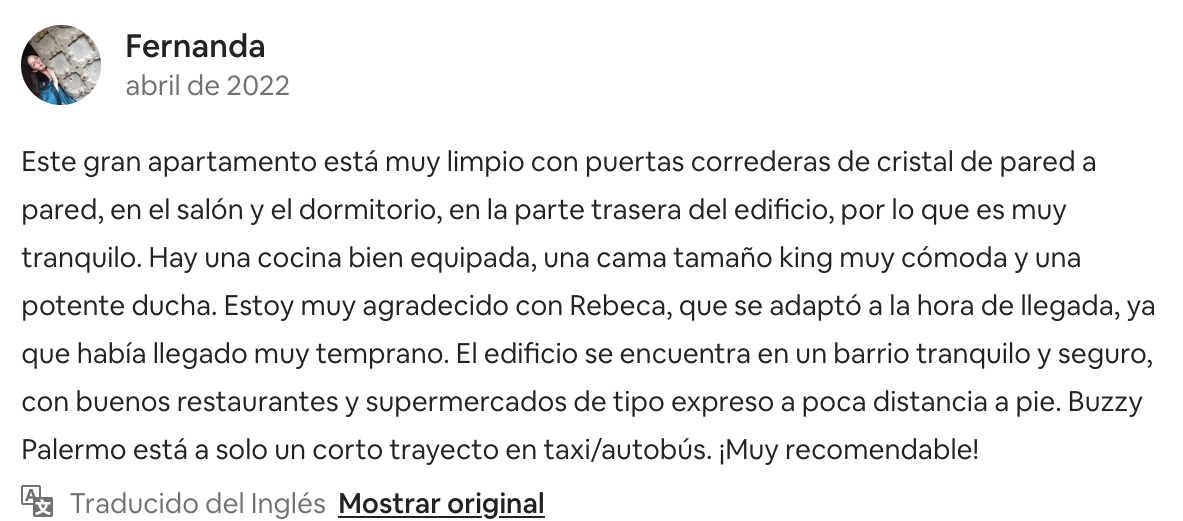 Fernanda
abril de 2022
Este gran apartamento está muy limpio con puertas correderas de cristal de pared a
pared, en el salón y el dormitorio, en la parte trasera del edificio, por lo que es muy
tranquilo. Hay una cocina bien equipada, una cama tamaño king muy cómoda y una
potente ducha. Estoy muy agradecido con Rebeca, que se adaptó a la hora de llegada, ya
que había llegado muy temprano. El edificio se encuentra en un barrio tranquilo y seguro,
con buenos restaurantes y supermercados de tipo expreso a poca distancia a pie. Buzzy
Palermo está a solo un corto trayecto en taxi/autobús. ¡Muy recomendable!
Traducido del Inglés Mostrar original